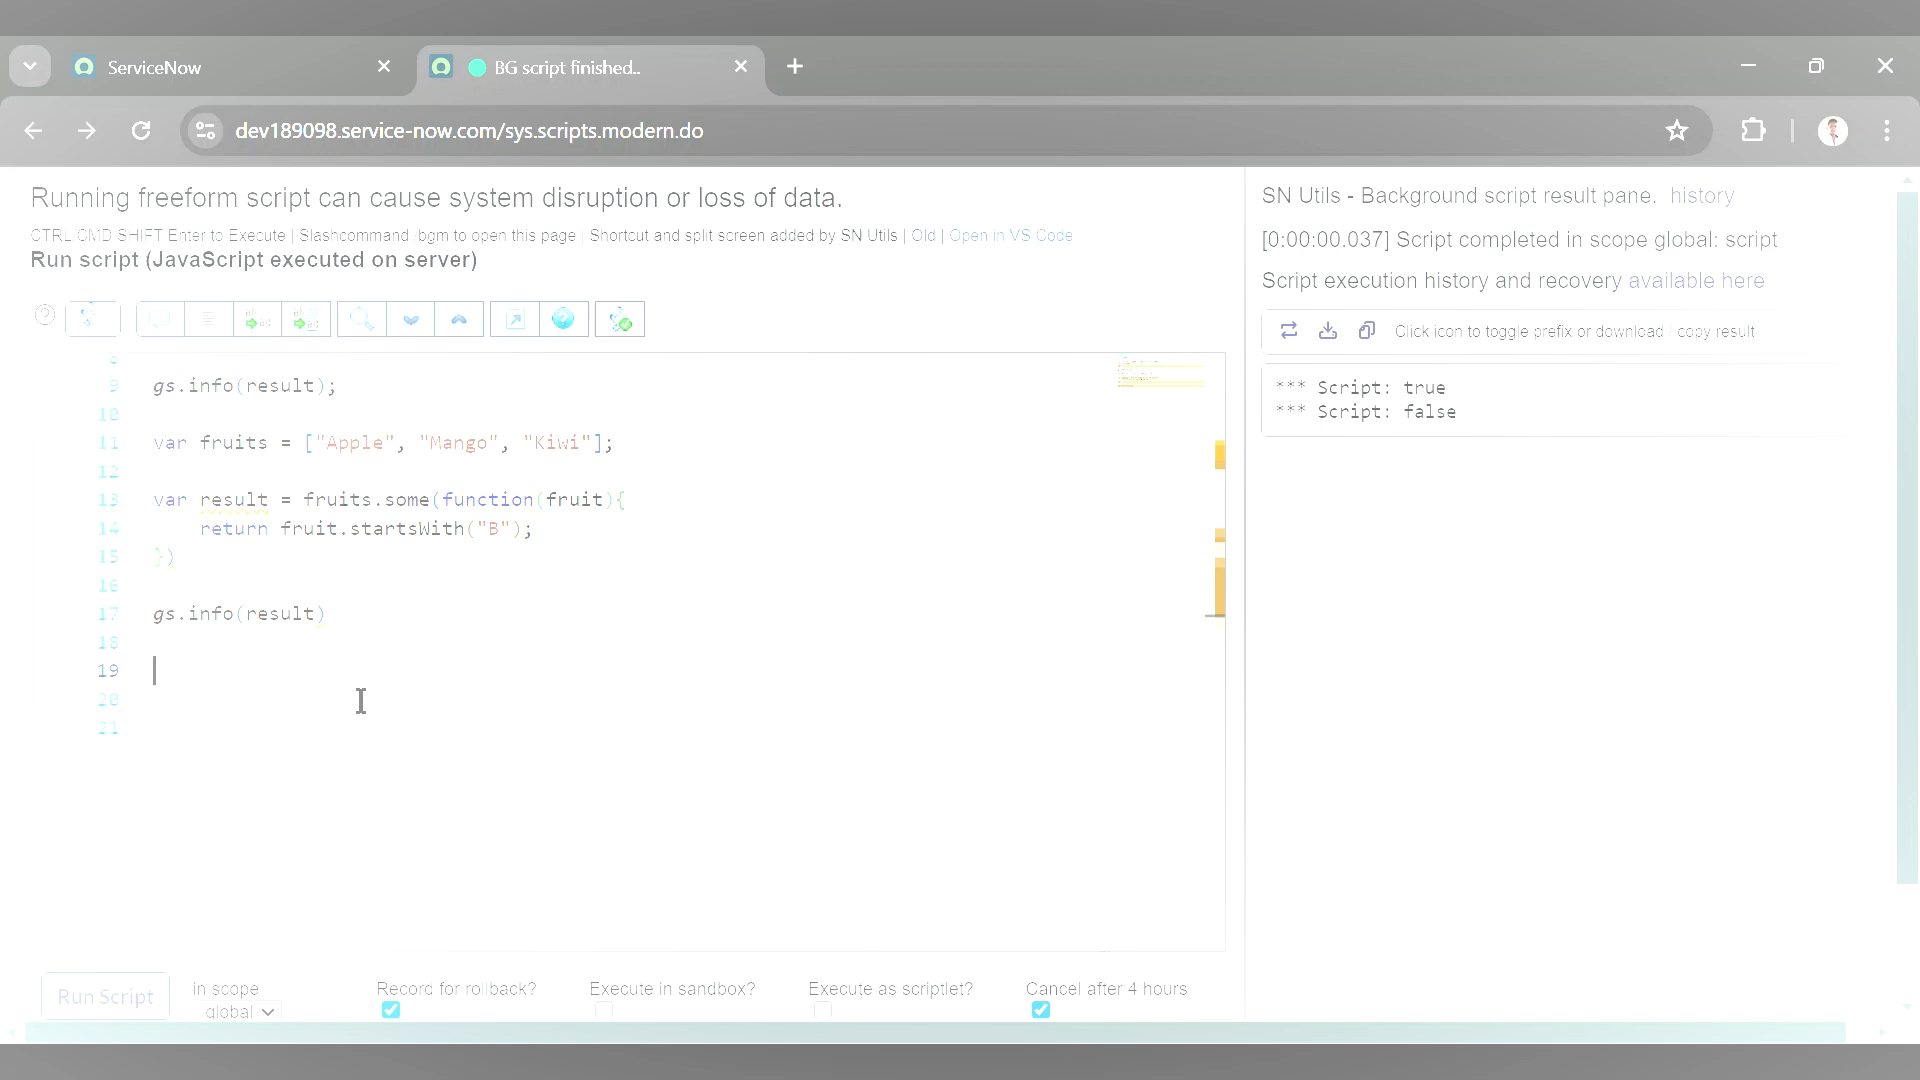 ServiceNow
BG script finished..
dev189098.service-now.com/sys.scripts.modern.do
Running freeform script can cause system disruption or loss of data.
CTRL CMD SHIFT Enter to Execute | Slashcommand /bgm to open this page | Shortcut and split screen added by SN Utils | Old | Open in VS Code
Run script (JavaScript executed on server)
9 gs.info(result);
10
11 var fruits = ["Apple", "Mango", "Kiwi"];
12
13 var result = fruits.some(function(fruit){
14 return fruit.startsWith("B");
15 })
16
17 gs.info(result)
18
19
20
21
Run Script
in scope
global
Record for rollback?
Execute in sandbox?
Execute as scriptlet?
Cancel after 4 hours
SN Utils - Background script result pane. history
[0:00:00.037] Script completed in scope global: script
Script execution history and recovery available here
Click icon to toggle prefix or download / copy result
*** Script: true
*** Script: false